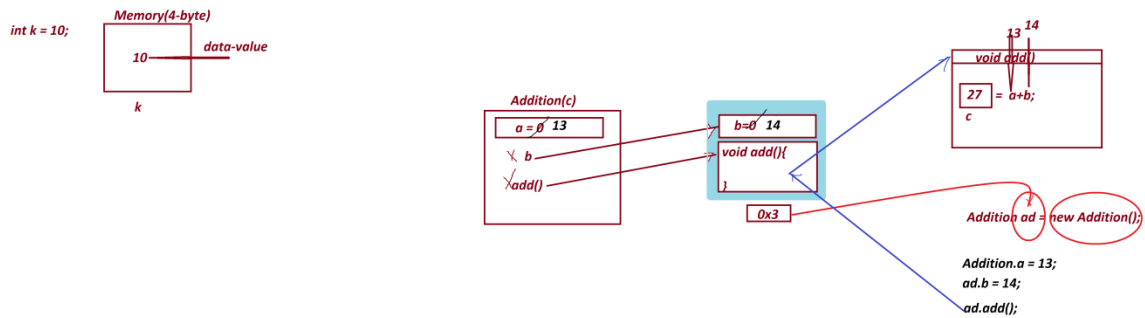 int k = 10;
Memory(4-byte)
10
data-value
k
Addition(c)
a = 0 13
b
add()
b=0 14
void add(){
}
0x3
13 14
void add()
27 = a+b;
c
Addition ad = new Addition();
Addition.a = 13;
ad.b = 14;
ad.add();